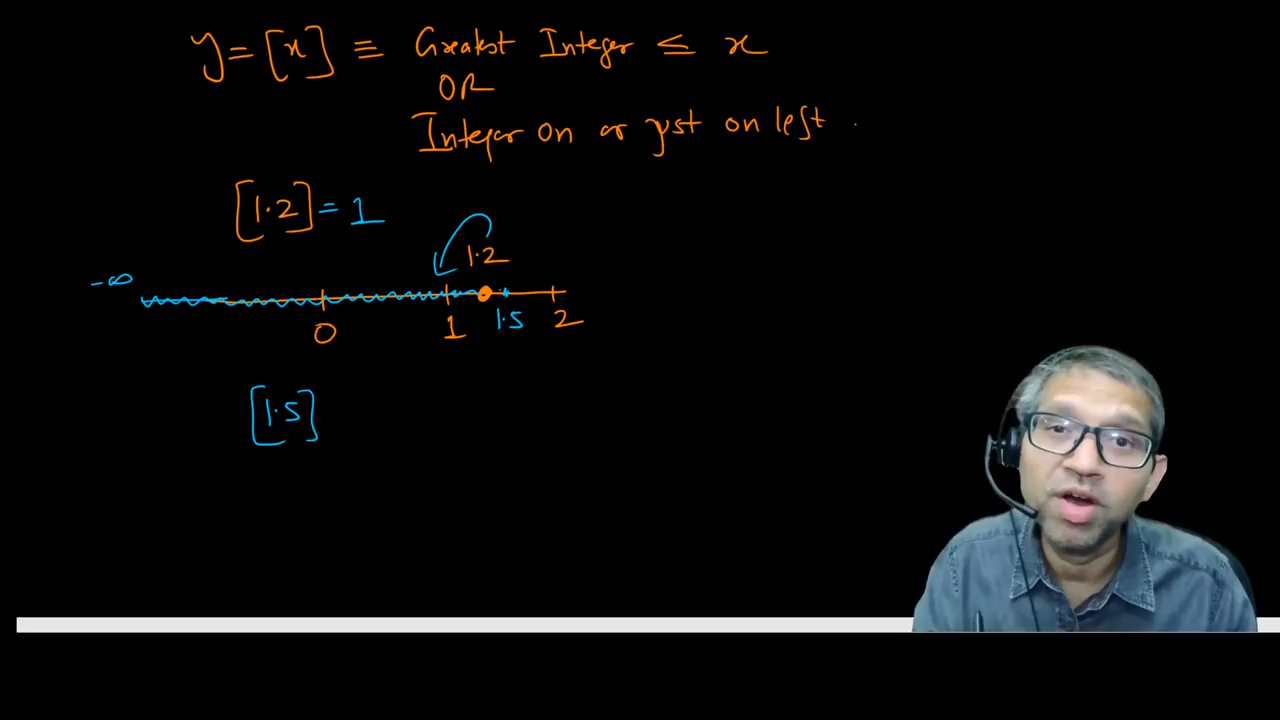 y = [x] ≡ Greatest Integer ≤ x
OR
Integer on or just on left .
[1.2] = 1
1.2
-∞
0 1 1.5 2
[1.5]